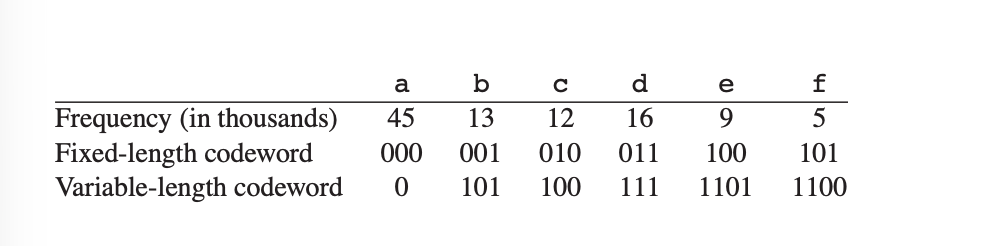 a b c d e f
Frequency (in thousands) 45 13 12 16 9 5
Fixed-length codeword 000 001 010 011 100 101
Variable-length codeword 0 101 100 111 1101 1100